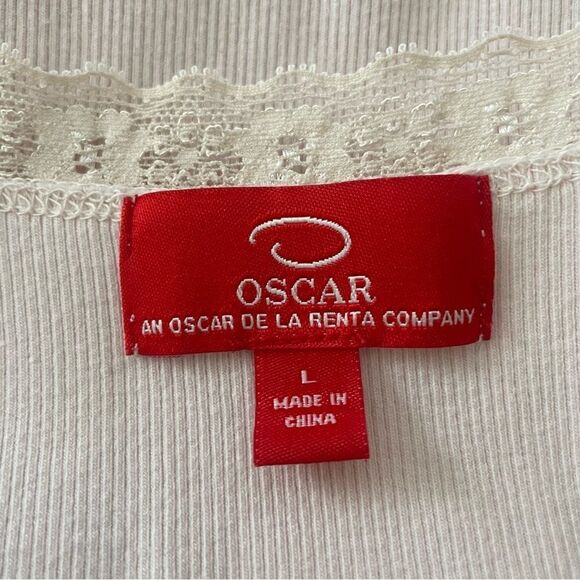 OSCAR
AN OSCAR DE LA RENTA COMPANY
L
MADE IN
CHINA